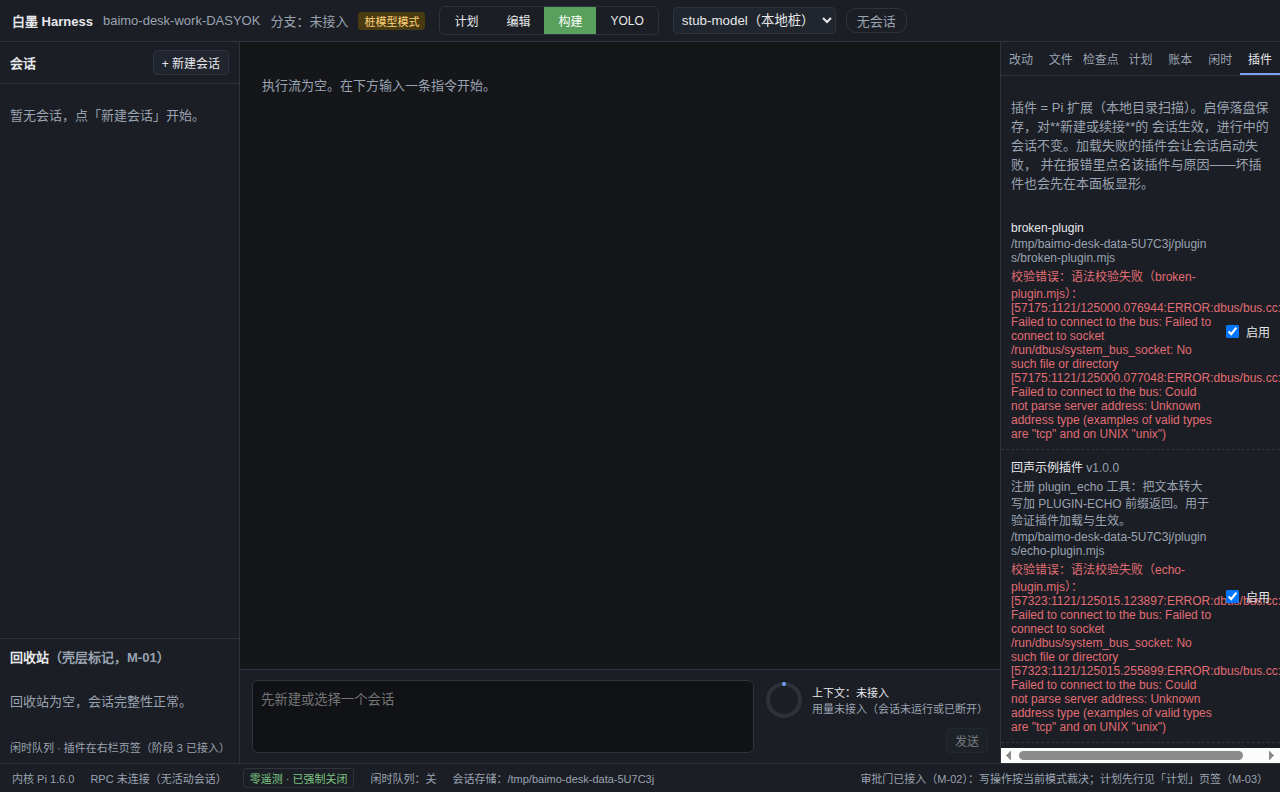 白墨 Harness baimo-desk-work-DASYOK 分支：未接入 桩模型模式 计划 编辑 构建 YOLO stub-model（本地桩） 无会话
会话 + 新建会话
暂无会话，点「新建会话」开始。
回收站（壳层标记，M-01）
回收站为空，会话完整性正常。
闲时队列 · 插件在右栏页签（阶段 3 已接入）
执行流为空。在下方输入一条指令开始。
先新建或选择一个会话
上下文：未接入
用量未接入（会话未运行或已断开）
发送
改动 文件 检查点 计划 账本 闲时 插件
插件 = Pi 扩展（本地目录扫描）。启停落盘保
存，对**新建或续接**的 会话生效，进行中的
会话不变。加载失败的插件会让会话启动失
败， 并在报错里点名该插件与原因——坏插
件也会先在本面板显形。
broken-plugin
/tmp/baimo-desk-data-5U7C3j/plugin
s/broken-plugin.mjs
校验错误：语法校验失败（broken-
plugin.mjs）：
[57175:1121/125000.076944:ERROR:dbus/bus.cc:
Failed to connect to the bus: Failed to
connect to socket
/run/dbus/system_bus_socket: No
such file or directory
[57175:1121/125000.077048:ERROR:dbus/bus.cc:
Failed to connect to the bus: Could
not parse server address: Unknown
address type (examples of valid types
are "tcp" and on UNIX "unix")
启用
回声示例插件 v1.0.0
注册 plugin_echo 工具：把文本转大
写加 PLUGIN-ECHO 前缀返回。用于
验证插件加载与生效。
/tmp/baimo-desk-data-5U7C3j/plugin
s/echo-plugin.mjs
校验错误：语法校验失败（echo-
plugin.mjs）：
[57323:1121/125015.123897:ERROR:dbus/bus.cc:
Failed to connect to the bus: Failed to
connect to socket
/run/dbus/system_bus_socket: No
such file or directory
[57323:1121/125015.255899:ERROR:dbus/bus.cc:
Failed to connect to the bus: Could
not parse server address: Unknown
address type (examples of valid types
are "tcp" and on UNIX "unix")
启用
内核 Pi 1.6.0 RPC 未连接（无活动会话） 零遥测 · 已强制关闭 闲时队列：关 会话存储：/tmp/baimo-desk-data-5U7C3j 审批门已接入（M-02）：写操作按当前模式裁决；计划先行见「计划」页签（M-03）